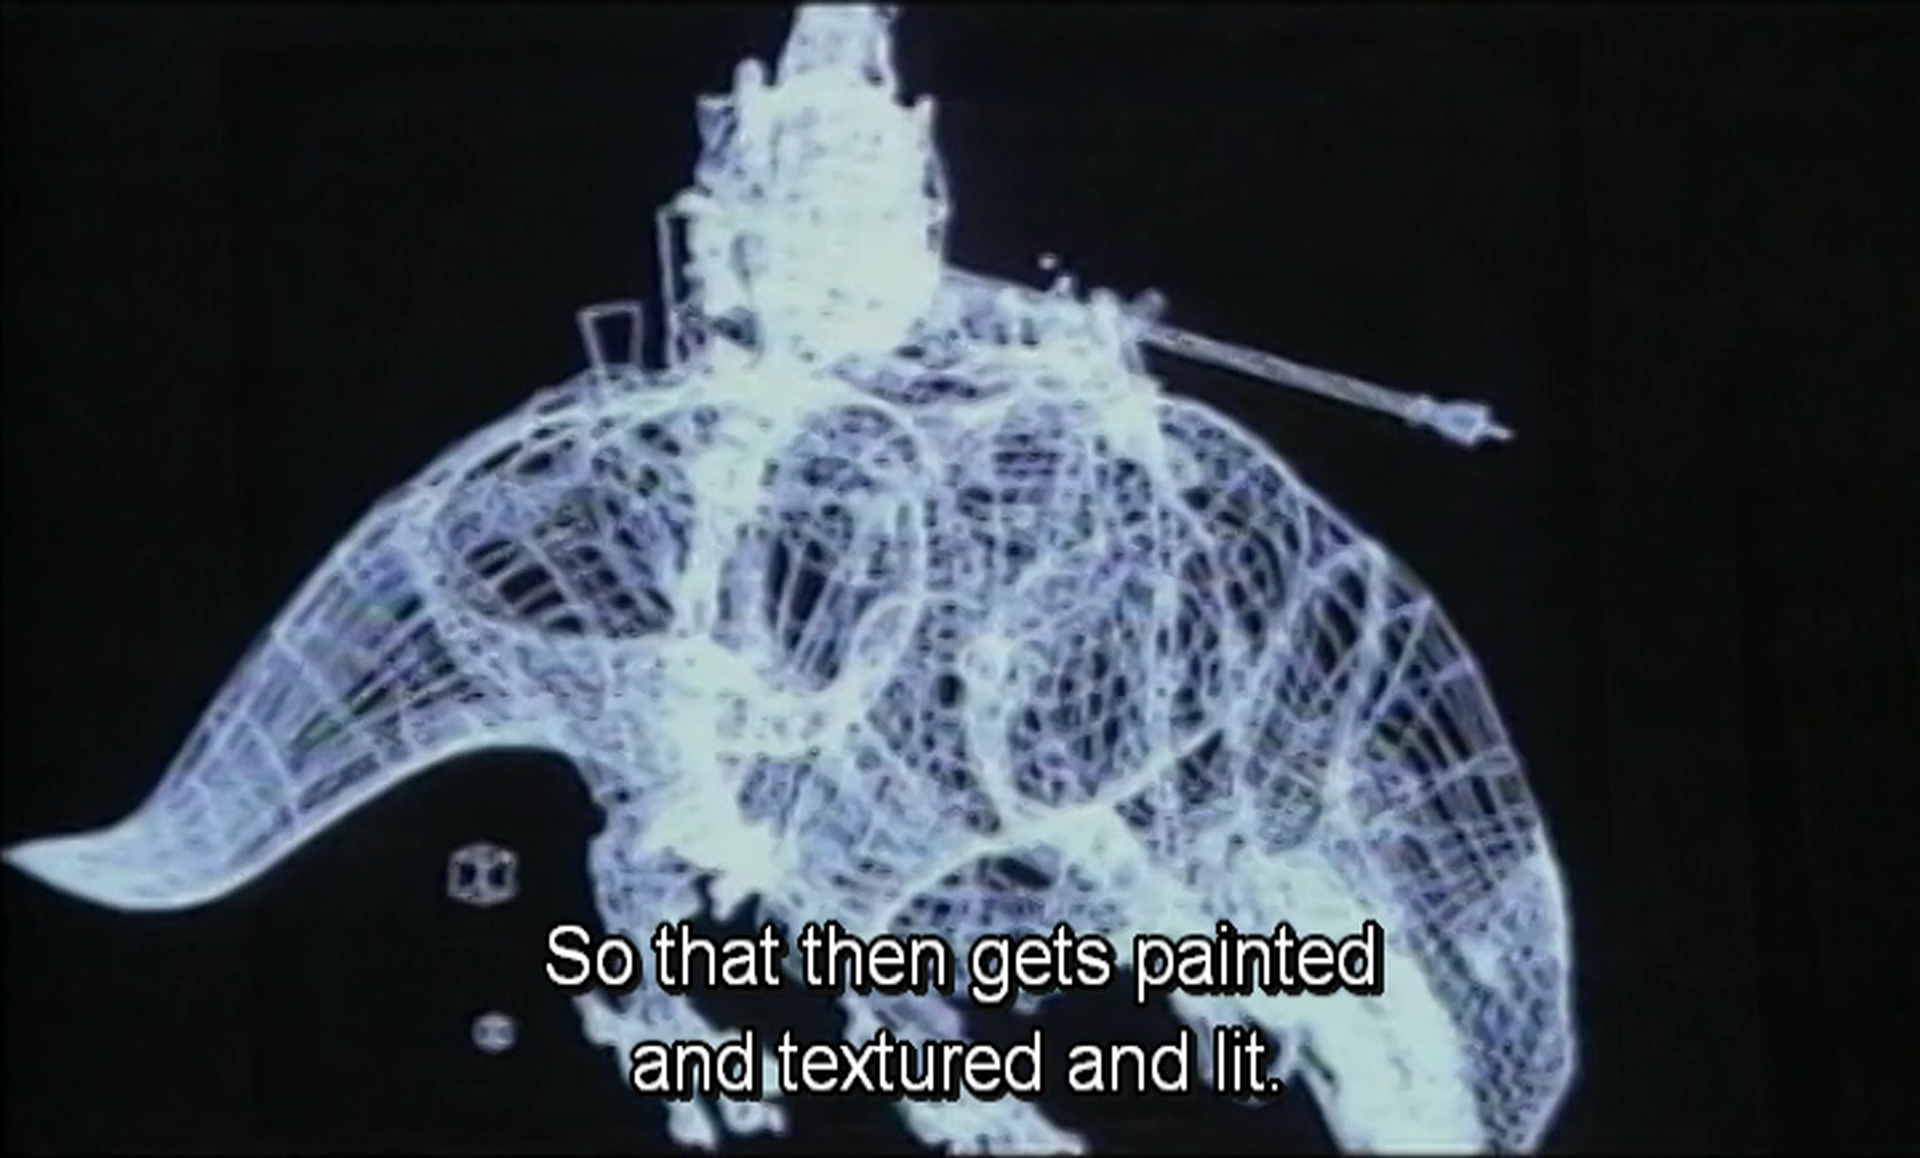 So that then gets painted
and textured and lit.